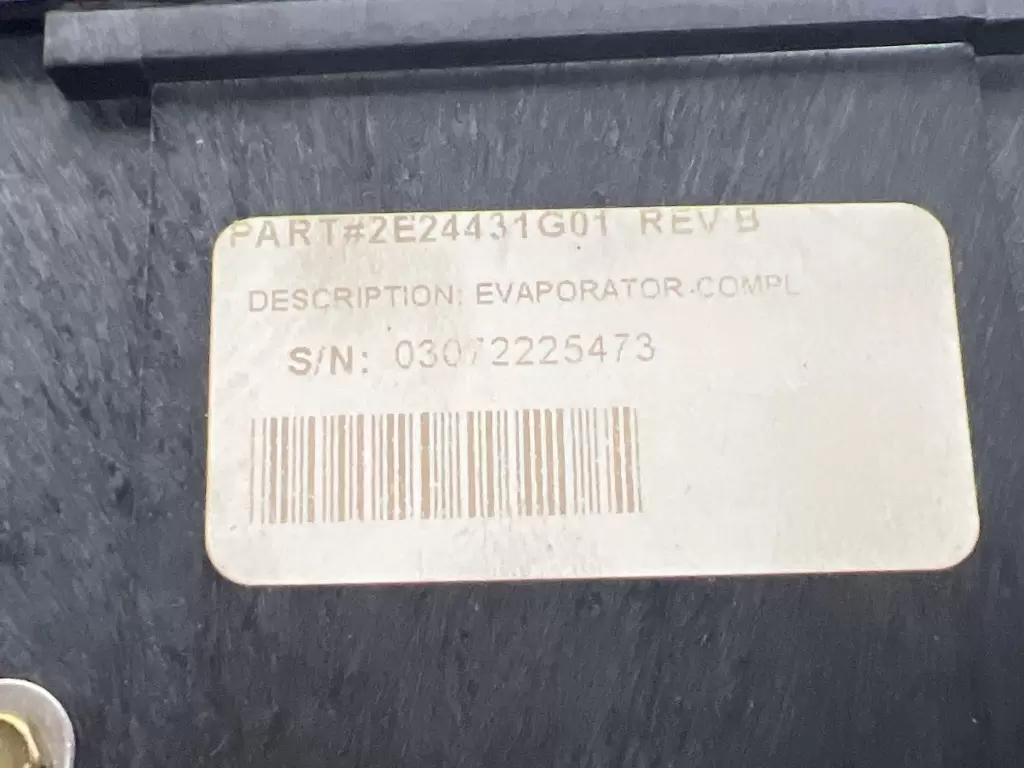 PART#2E24431G01 REV B
DESCRIPTION: EVAPORATOR COMPL
S/N: 03072225473